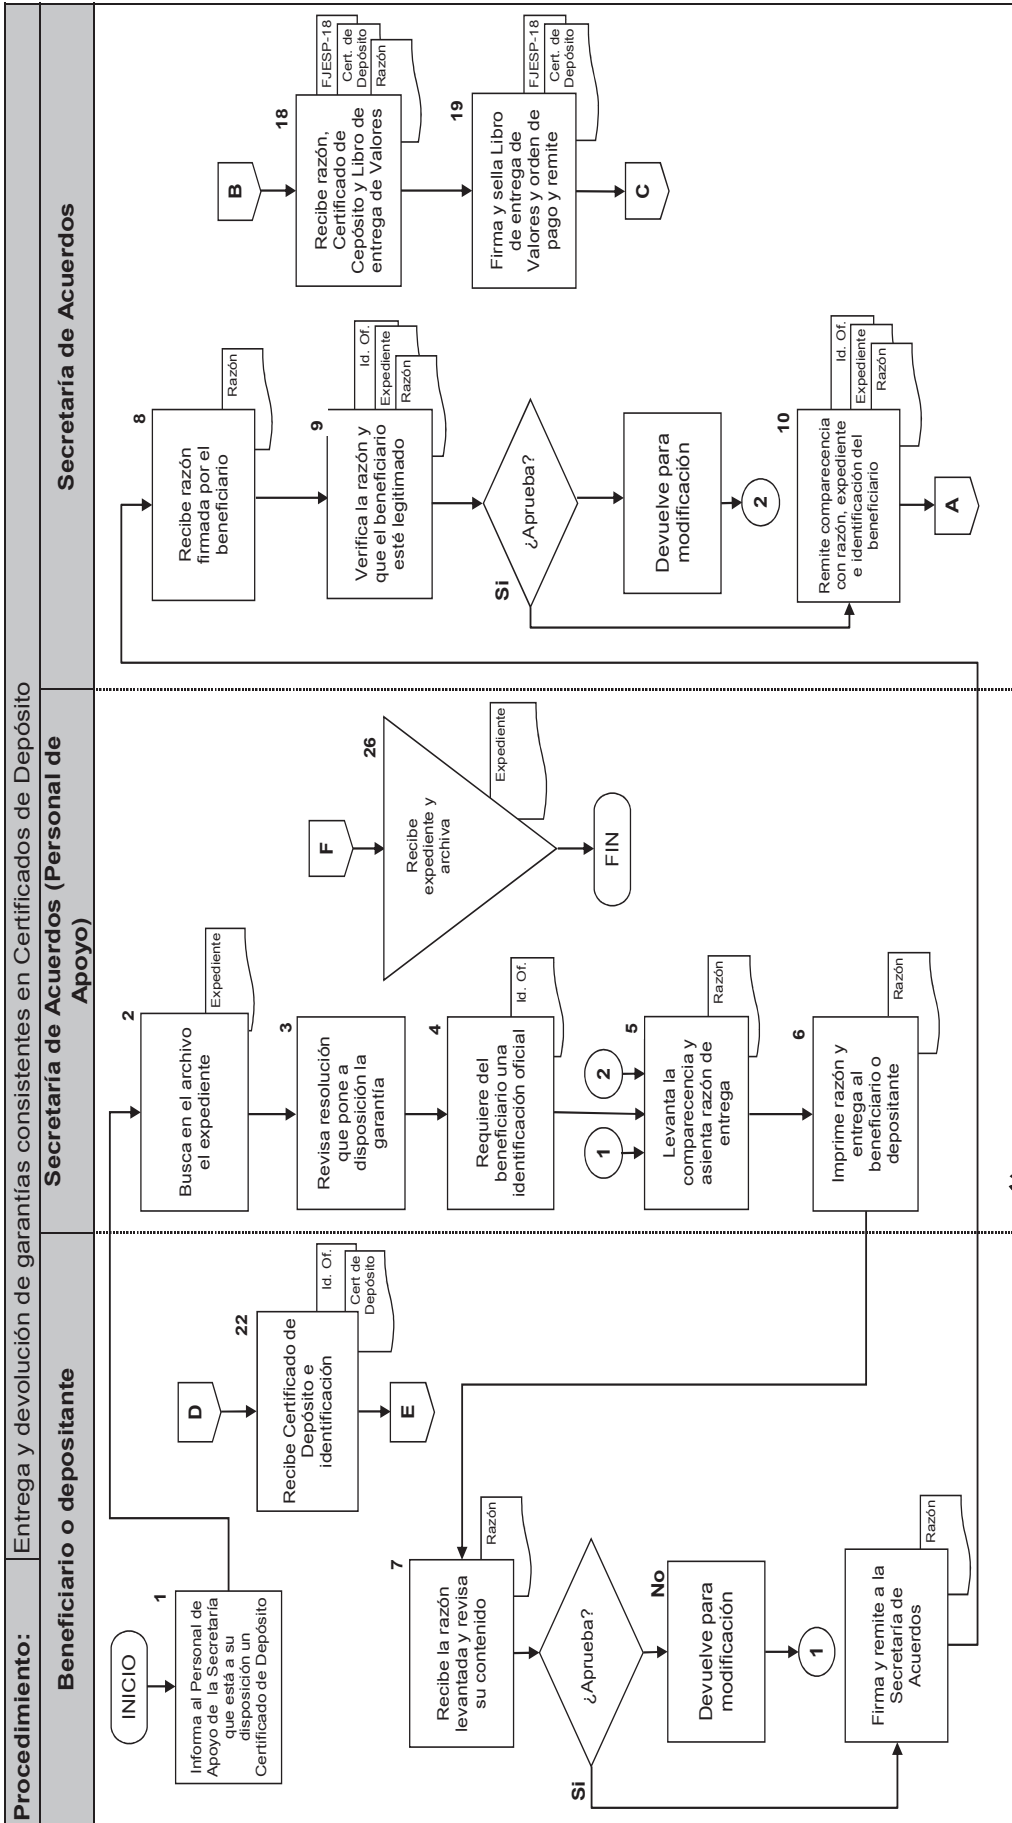 Procedimiento:
Entrega y devolución de garantías consistentes en Certificados de Depósito
Beneficiario o depositante
Secretaría de Acuerdos (Personal de
Apoyo)
Secretaría de Acuerdos
INICIO
1
Informa al Personal de
Apoyo de la Secretaría
que está a su
disposición un
Certificado de Depósito
D
22
Recibe Certificado de
Depósito e
identificación
Id. Of.
Cert de
Depósito
E
7
Recibe la razón
levantada y revisa
su contenido
Razón
¿Aprueba?
Si
No
Devuelve para
modificación
1
Firma y remite a la
Secretaría de
Acuerdos
Razón
2
Busca en el archivo
el expediente
Expediente
3
Revisa resolución
que pone a
disposición la
garantía
4
Requiere del
beneficiario una
identificación oficial
Id. Of.
1
2
5
Levanta la
comparecencia y
asienta razón de
entrega
Razón
6
Imprime razón y
entrega al
beneficiario o
depositante
Razón
F
26
Recibe
expediente y
archiva
Expediente
FIN
8
Recibe razón
firmada por el
beneficiario
Razón
9
Verifica la razón y
que el beneficiario
esté legitimado
Id. Of.
Expediente
Razón
¿Aprueba?
Si
Devuelve para
modificación
2
10
Remite comparecencia
con razón, expediente
e identificación del
beneficiario
Id. Of.
Expediente
Razón
A
B
18
Recibe razón,
Certificado de
Cepósito y Libro de
entrega de Valores
FJESP-18
Cert. de
Depósito
Razón
19
Firma y sella Libro
de entrega de
Valores y orden de
pago y remite
FJESP-18
Cert. de
Depósito
C